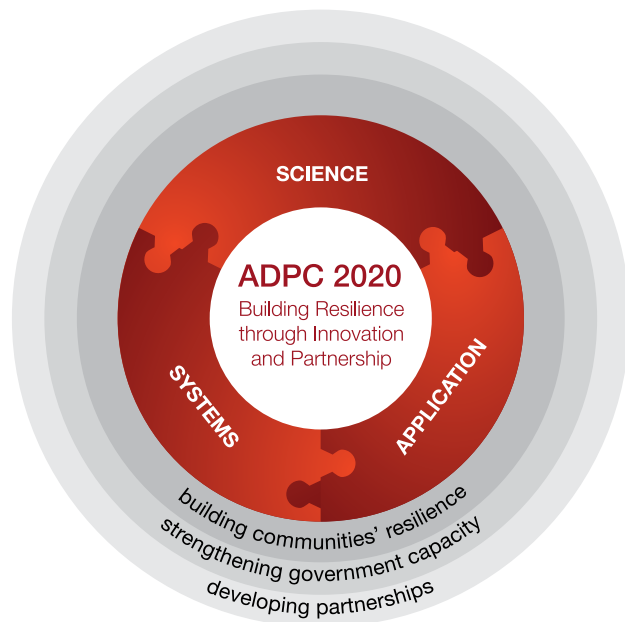 SCIENCE
ADPC 2020
Building Resilience
through Innovation
and Partnership
SYSTEMS
APPLICATION
building communities’ resilience
strengthening government capacity
developing partnerships